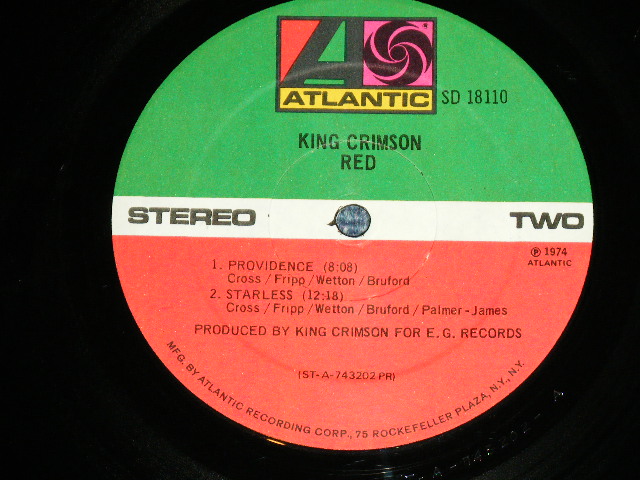 ATLANTIC
SD 18110
KING CRIMSON
RED
STEREO
TWO
℗ 1974
ATLANTIC
1. PROVIDENCE (8:08)
Cross / Fripp / Wetton / Bruford
2. STARLESS (12:18)
Cross / Fripp / Wetton / Bruford / Palmer-James
PRODUCED BY KING CRIMSON FOR E.G. RECORDS
(ST-A-743202 PR)
MFG. BY ATLANTIC RECORDING CORP., 75 ROCKEFELLER PLAZA, N.Y., N.Y.